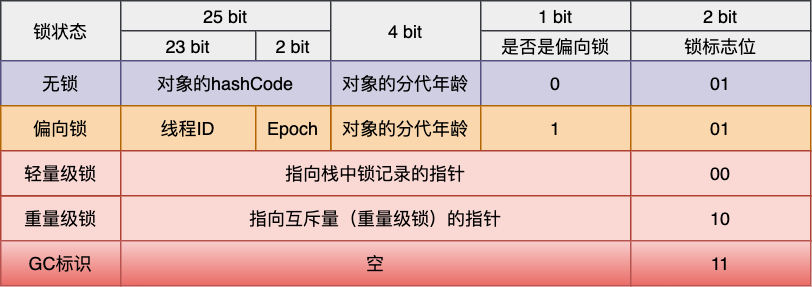 锁状态 25 bit 4 bit 1 bit 2 bit
23 bit 2 bit 是否是偏向锁 锁标志位
无锁 对象的hashCode 对象的分代年龄 0 01
偏向锁 线程ID Epoch 对象的分代年龄 1 01
轻量级锁 指向栈中锁记录的指针 00
重量级锁 指向互斥量（重量级锁）的指针 10
GC标识 空 11